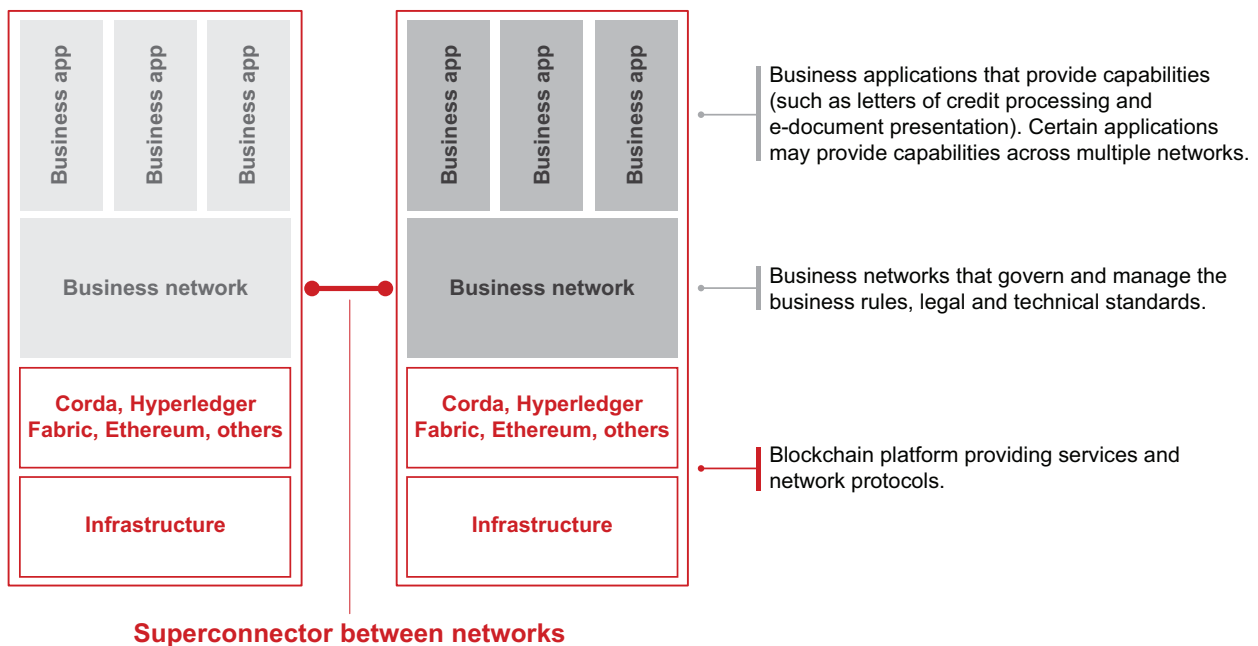 Business app
Business app
Business app
Business app
Business app
Business app
Business applications that provide capabilities
(such as letters of credit processing and
e-document presentation). Certain applications
may provide capabilities across multiple networks.
Business network
Business network
Business networks that govern and manage the
business rules, legal and technical standards.
Corda, Hyperledger
Fabric, Ethereum, others
Corda, Hyperledger
Fabric, Ethereum, others
Blockchain platform providing services and
network protocols.
Infrastructure
Infrastructure
Superconnector between networks